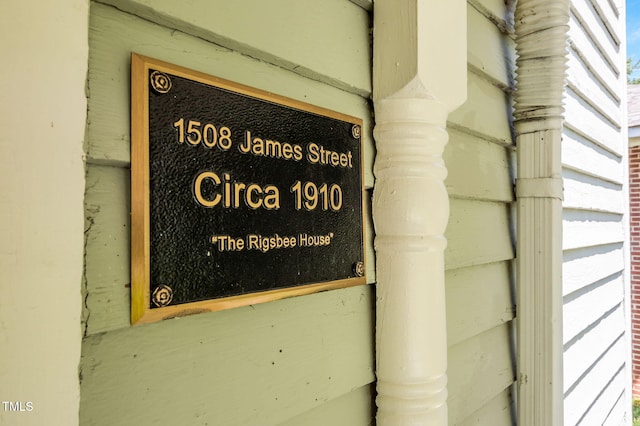 1508 James Street
Circa 1910
"The Rigsbee House"
TMLS